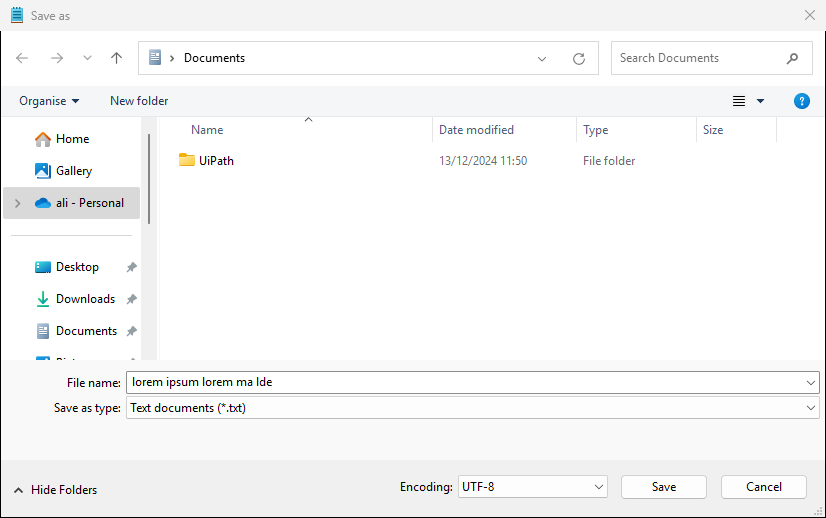 Save as
Documents
Search Documents
Organise
New folder
Name
Date modified
Type
Size
Home
Gallery
ali - Personal
UiPath
13/12/2024 11:50
File folder
Desktop
Downloads
Documents
File name:
lorem ipsum lorem ma lde
Save as type:
Text documents (*.txt)
Hide Folders
Encoding:
UTF-8
Save
Cancel